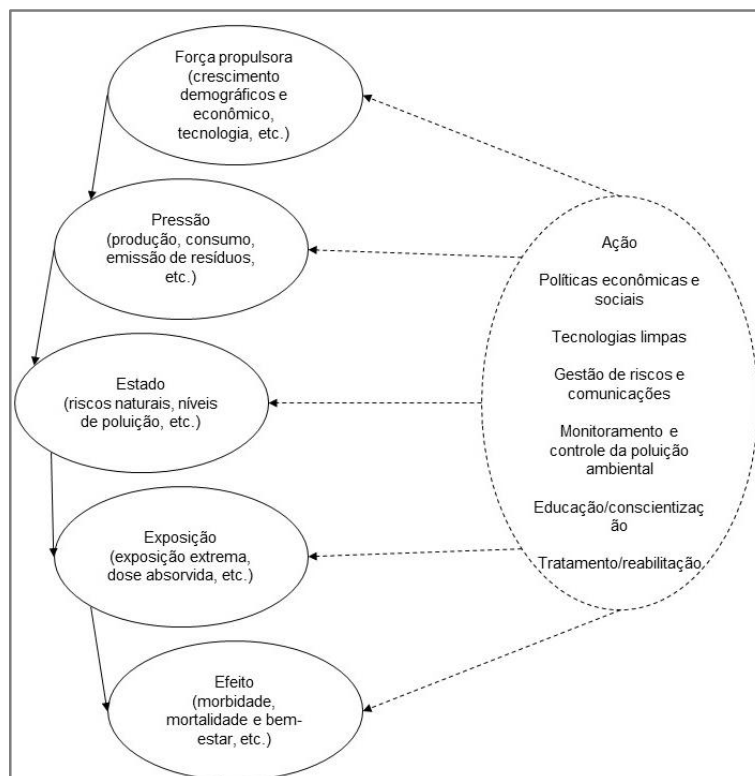 Força propulsora
(crescimento
demográficos e
econômico,
tecnologia, etc.)
Pressão
(produção, consumo,
emissão de resíduos,
etc.)
Estado
(riscos naturais, níveis
de poluição, etc.)
Exposição
(exposição extrema,
dose absorvida, etc.)
Efeito
(morbidade,
mortalidade e bem-
estar, etc.)
Ação
Políticas econômicas e
sociais
Tecnologias limpas
Gestão de riscos e
comunicações
Monitoramento e
controle da poluição
ambiental
Educação/conscientizaç
ão
Tratamento/reabilitação